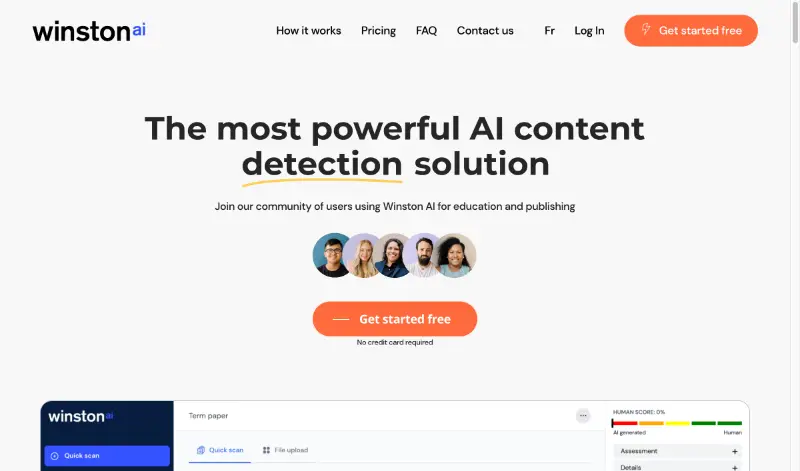 winston ai
How it works Pricing FAQ Contact us Fr Log In Get started free
The most powerful AI content
detection solution
Join our community of users using Winston AI for education and publishing
Get started free
No credit card required
winston ai
Term paper
HUMAN SCORE: 0%
AI generated Human
Quick scan
Quick scan File upload
Assessment +
Details +